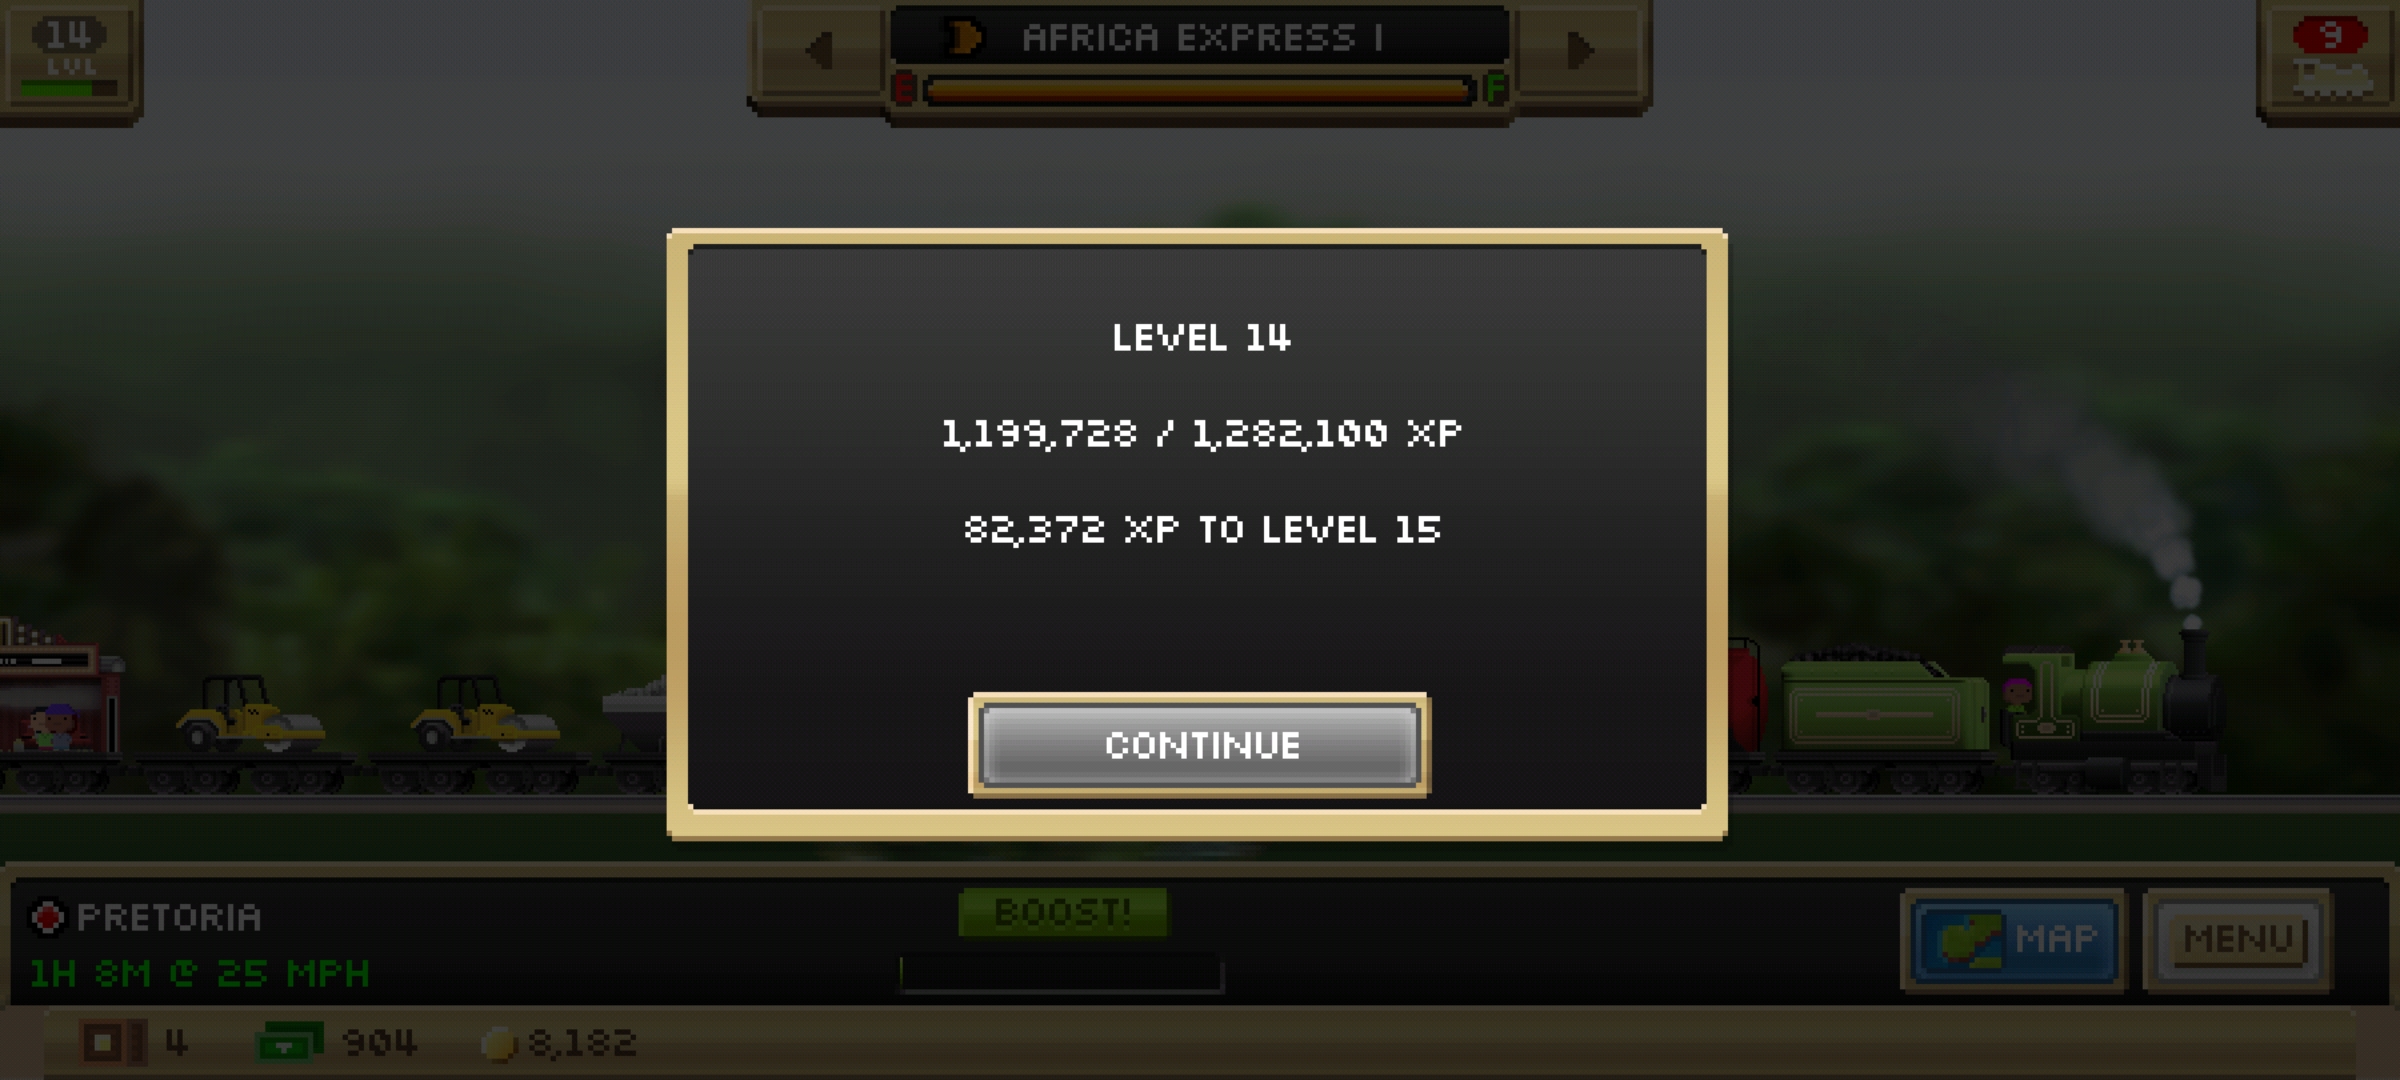 14
LVL
AFRICA EXPRESS I
E
F
9
LEVEL 14
1,199,728 / 1,282,100 XP
82,372 XP TO LEVEL 15
CONTINUE
PRETORIA
1H 8M @ 25 MPH
BOOST!
MAP
MENU
4
904
8,182